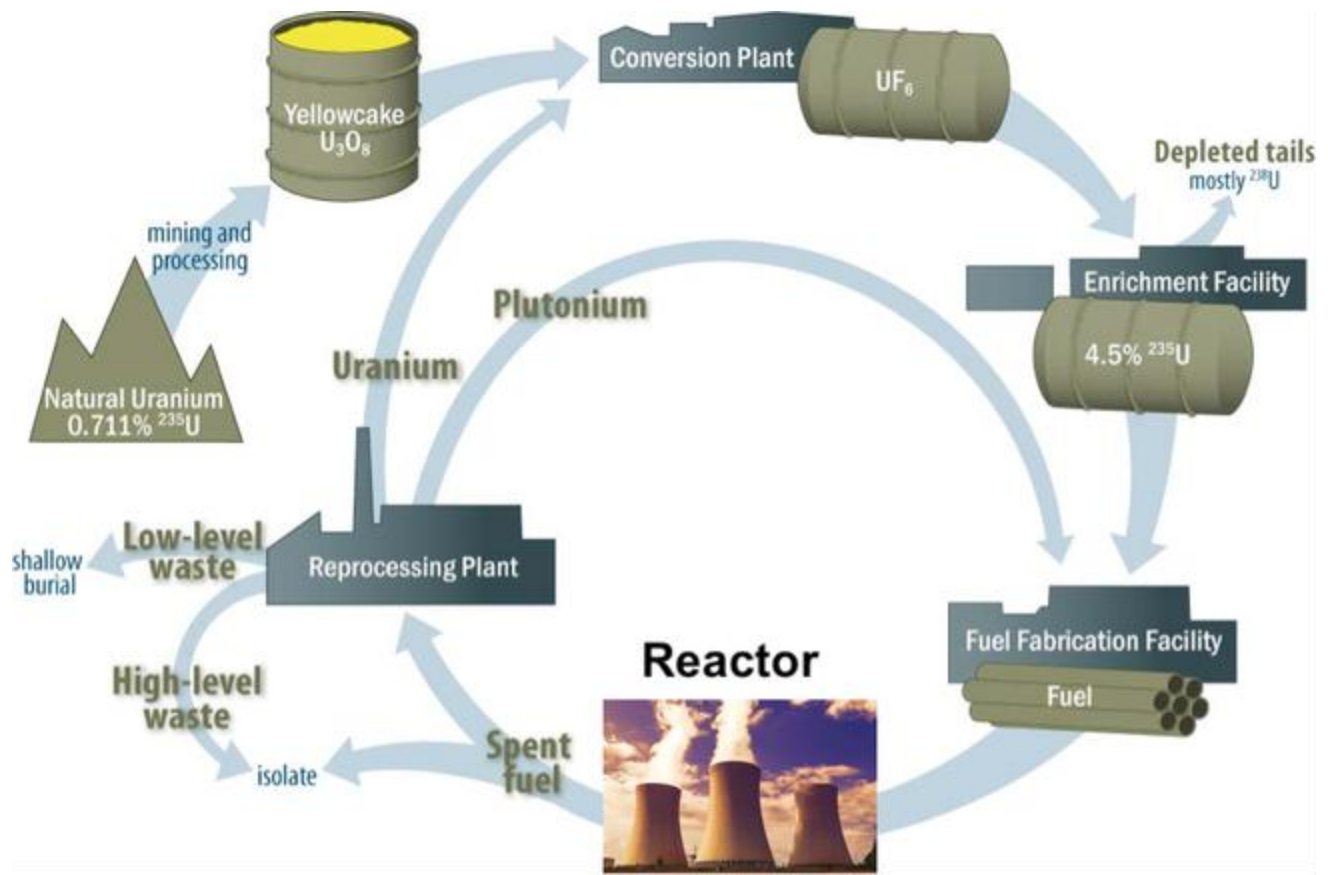 Conversion Plant
UF₆
Yellowcake
U₃O₈
Depleted tails
mostly ²³⁸U
mining and
processing
Enrichment Facility
4.5% ²³⁵U
Plutonium
Uranium
Natural Uranium
0.711% ²³⁵U
Low-level
waste
shallow
burial
Reprocessing Plant
Fuel Fabrication Facility
Fuel
Reactor
High-level
waste
Spent
fuel
isolate